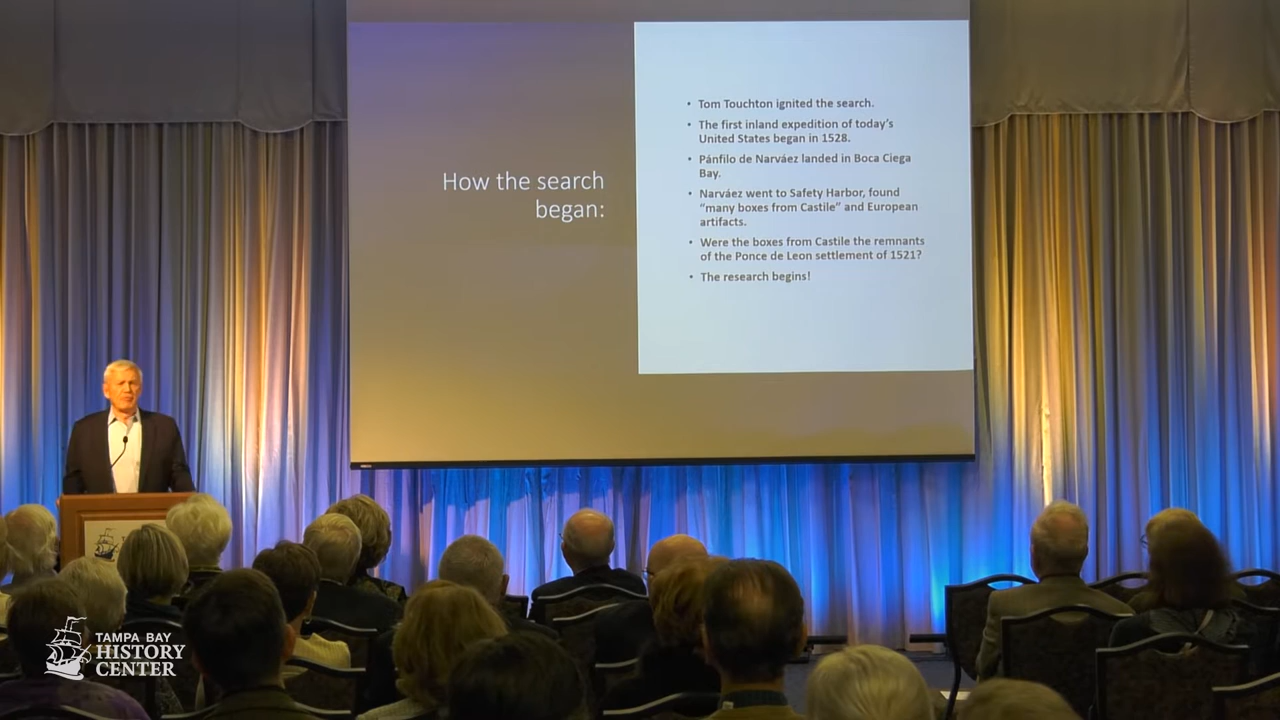 How the search
began:
• Tom Touchton ignited the search.
• The first inland expedition of today's
United States began in 1528.
• Pánfilo de Narváez landed in Boca Ciega
Bay.
• Narváez went to Safety Harbor, found
"many boxes from Castile" and European
artifacts.
• Were the boxes from Castile the remnants
of the Ponce de Leon settlement of 1521?
• The research begins!
TAMPA BAY
HISTORY
CENTER